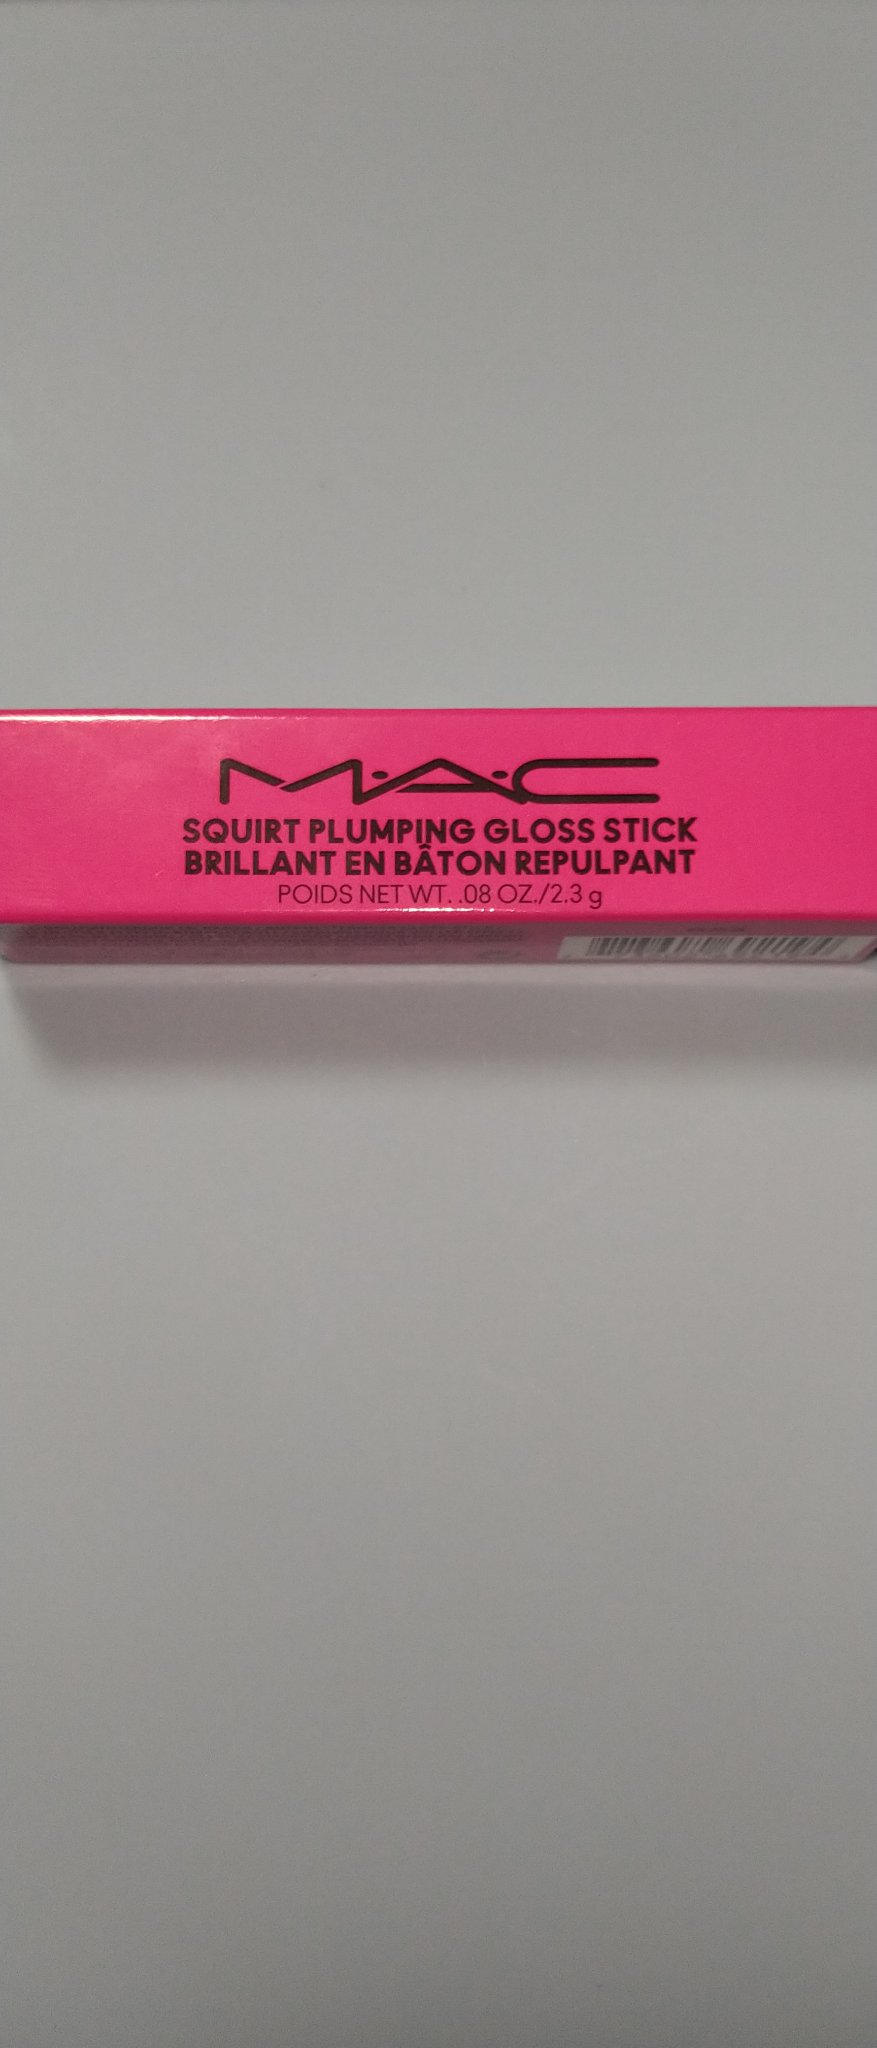 M·A·C
SQUIRT PLUMPING GLOSS STICK
BRILLANT EN BÂTON REPULPANT
POIDS NET WT. .08 OZ./2.3 g